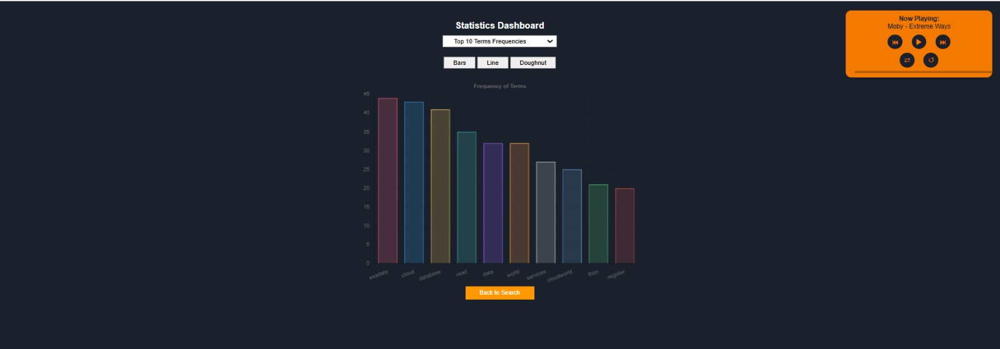 Statistics Dashboard
Top 10 Terms Frequencies
Bars Line Doughnut
Now Playing:
Moby - Extreme Ways
Frequency of Terms
45
40
35
30
25
20
15
10
5
0
exadata cloud database read data world services cloudworld thon register
Back to Search